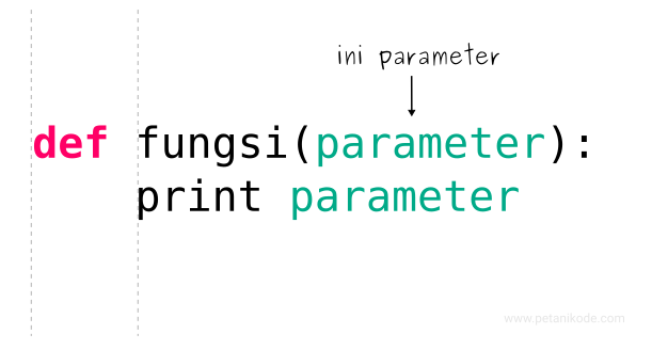 ini parameter
def fungsi(parameter):
    print parameter
www.petanikode.com